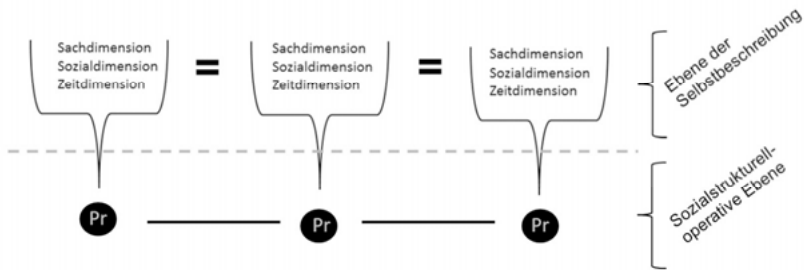 Sachdimension
Sozialdimension
Zeitdimension
=
Sachdimension
Sozialdimension
Zeitdimension
=
Sachdimension
Sozialdimension
Zeitdimension
Ebene der
Selbstbeschreibung
Pr
Pr
Pr
Sozialstrukturell-
operative Ebene